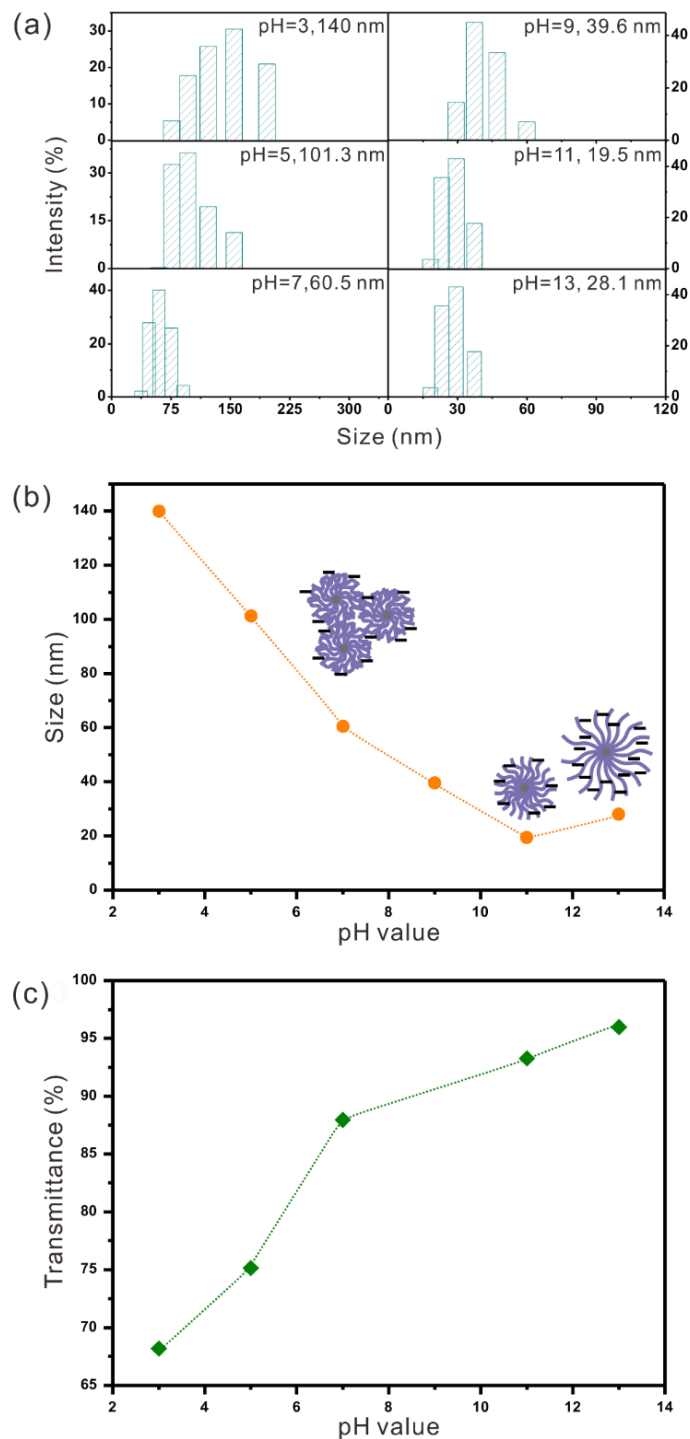 (a)
Intensity (%)
pH=3,140 nm
30
20
10
0
pH=9, 39.6 nm
40
20
0
pH=5,101.3 nm
30
15
0
pH=11, 19.5 nm
40
20
0
pH=7,60.5 nm
40
20
0
pH=13, 28.1 nm
40
20
0
0 75 150 225 300
0 30 60 90 120
Size (nm)
(b)
Size (nm)
140
120
100
80
60
40
20
0
2 4 6 8 10 12 14
pH value
(c)
Transmittance (%)
100
95
90
85
80
75
70
65
2 4 6 8 10 12 14
pH value